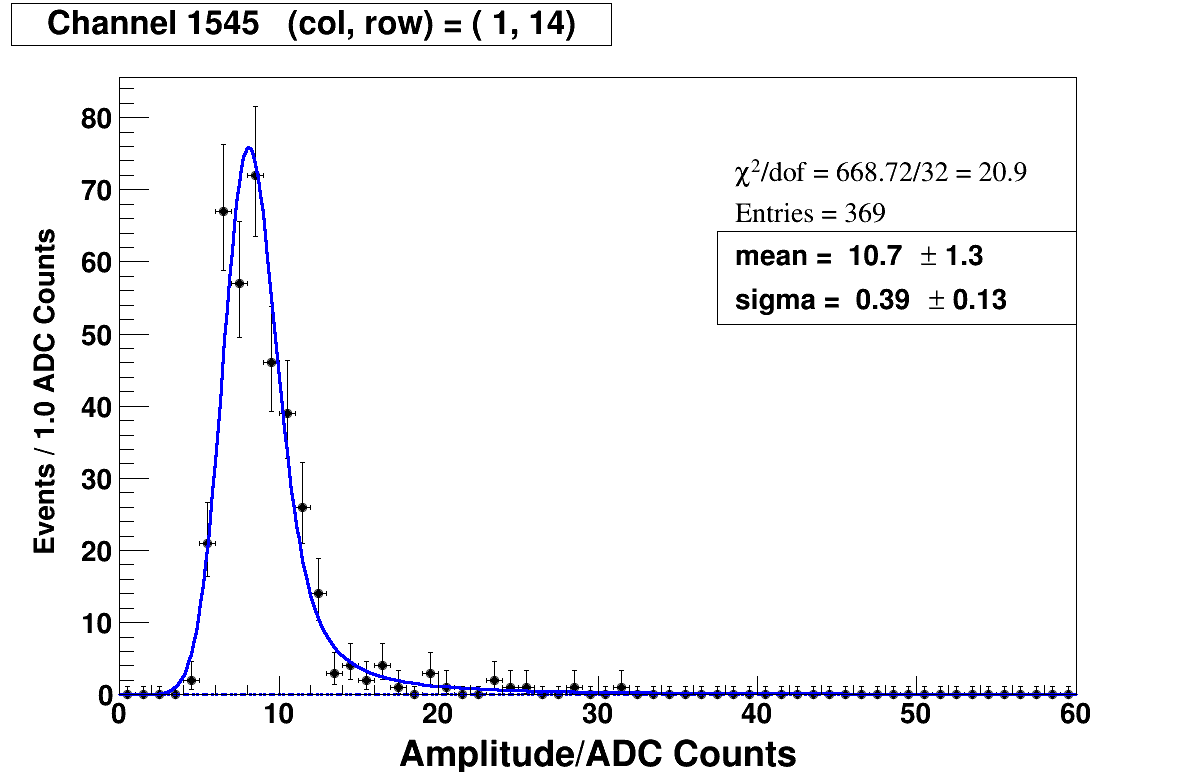 Channel 1545 (col, row) = ( 1, 14)
χ²/dof = 668.72/32 = 20.9
Entries = 369
mean = 10.7 ± 1.3
sigma = 0.39 ± 0.13
Events / 1.0 ADC Counts
80
70
60
50
40
30
20
10
0
0 10 20 30 40 50 60
Amplitude/ADC Counts